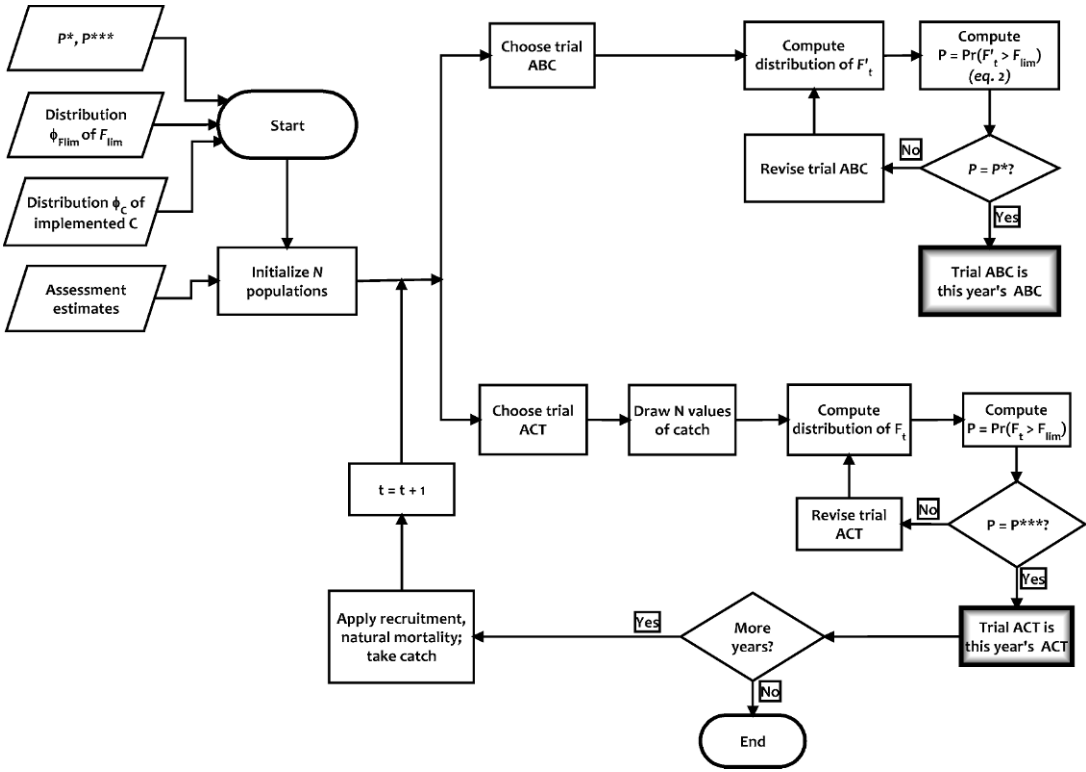 P*, P***
Distribution
ϕFlim of Flim
Distribution ϕC of
implemented C
Assessment
estimates
Start
Initialize N
populations
Choose trial
ABC
Compute
distribution of F't
Compute
P = Pr(F't > Flim)
(eq. 2)
Revise trial ABC
No
P = P*?
Yes
Trial ABC is
this year's ABC
Choose trial
ACT
Draw N values
of catch
Compute
distribution of Ft
Compute
P = Pr(Ft > Flim)
Revise trial
ACT
No
P = P***?
Yes
Trial ACT is
this year's ACT
t = t + 1
Apply recruitment,
natural mortality;
take catch
Yes
More
years?
No
End